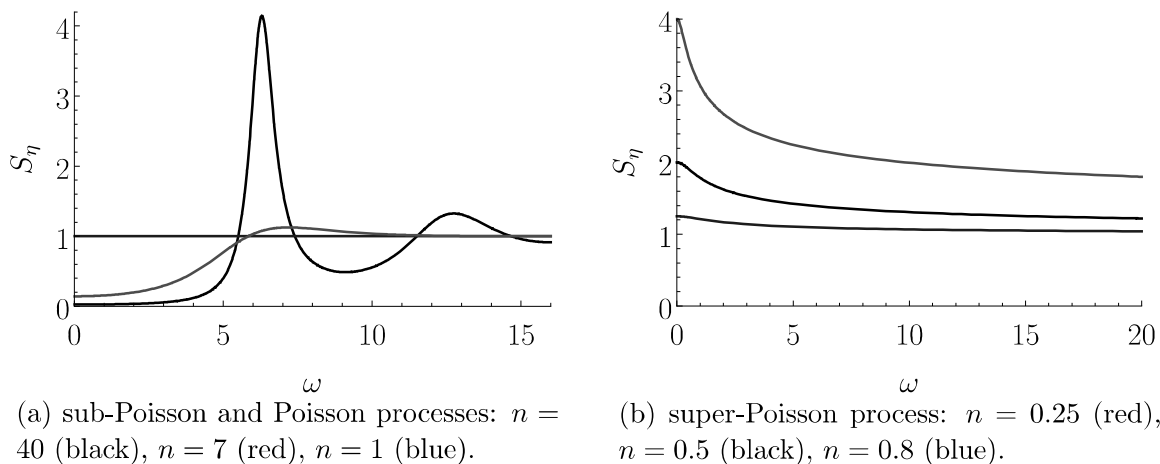 4
3
2
1
0
S_η
0
5
10
15
ω
4
3
2
1
0
S_η
0
5
10
15
20
ω
(a) sub-Poisson and Poisson processes: n =
40 (black), n = 7 (red), n = 1 (blue).
(b) super-Poisson process: n = 0.25 (red),
n = 0.5 (black), n = 0.8 (blue).